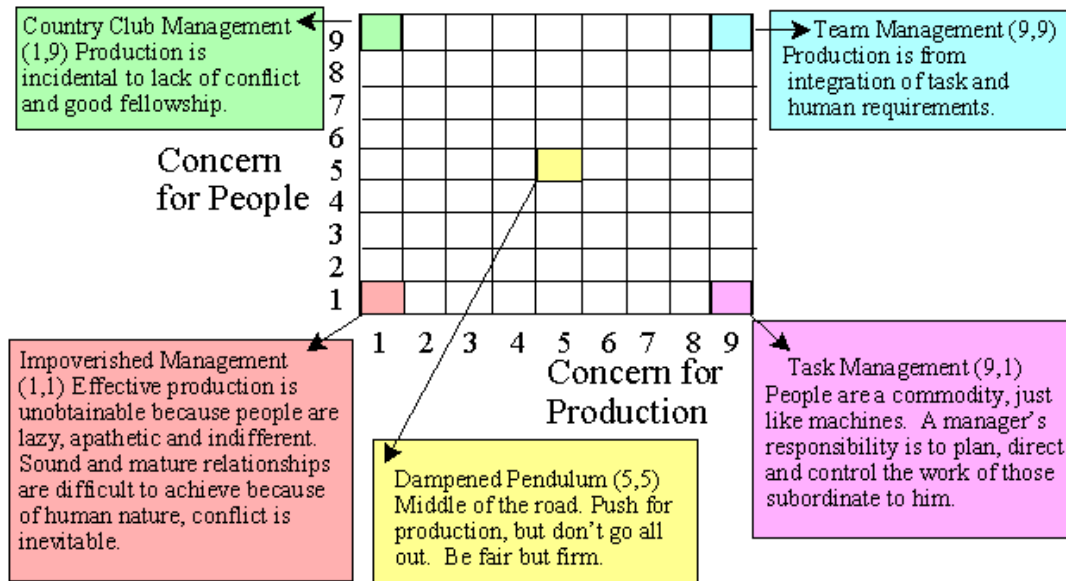 Country Club Management
(1,9) Production is
incidental to lack of conflict
and good fellowship.
Team Management (9,9)
Production is from
integration of task and
human requirements.
9
8
7
6
5
4
3
2
1
Concern
for People
1 2 3 4 5 6 7 8 9
Concern for
Production
Impoverished Management
(1,1) Effective production is
unobtainable because people are
lazy, apathetic and indifferent.
Sound and mature relationships
are difficult to achieve because
of human nature, conflict is
inevitable.
Dampened Pendulum (5,5)
Middle of the road. Push for
production, but don't go all
out. Be fair but firm.
Task Management (9,1)
People are a commodity, just
like machines. A manager's
responsibility is to plan, direct
and control the work of those
subordinate to him.